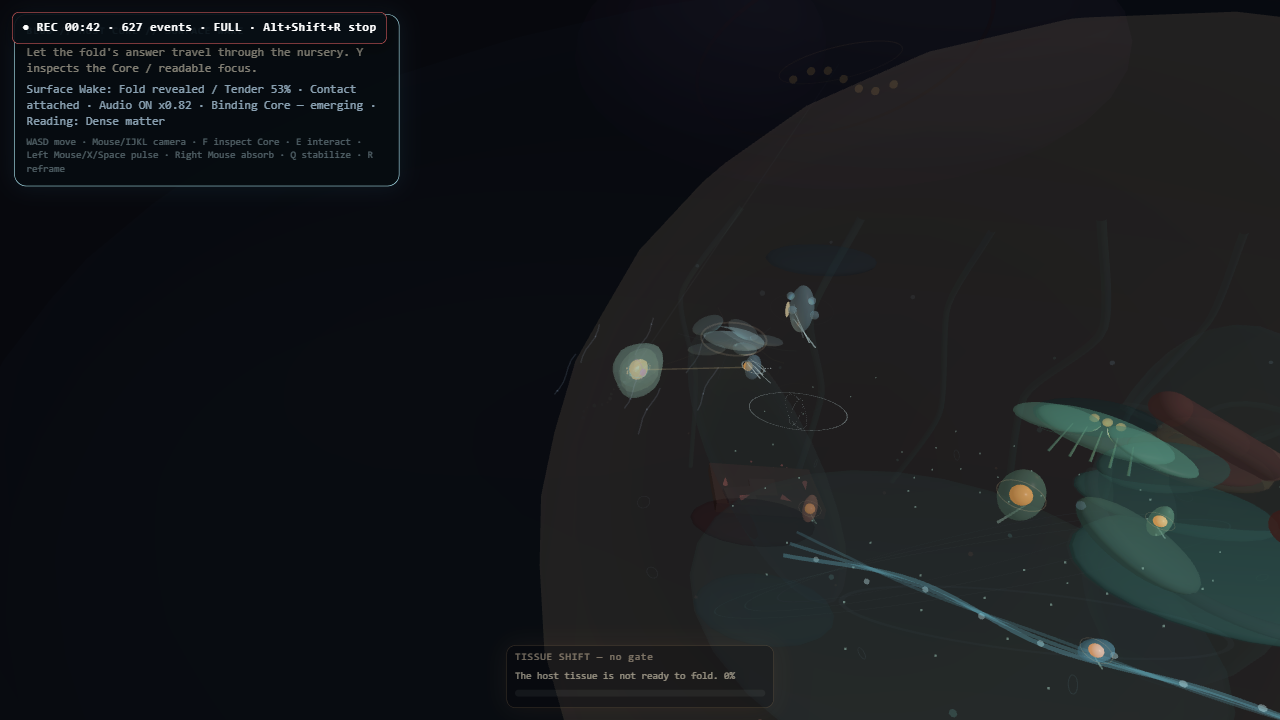 ● REC 00:42 · 627 events · FULL · Alt+Shift+R stop
Let the fold's answer travel through the nursery. Y
inspects the Core / readable focus.
Surface Wake: Fold revealed / Tender 53% · Contact
attached · Audio ON x0.82 · Binding Core — emerging ·
Reading: Dense matter
WASD move · Mouse/IJKL camera · F inspect Core · E interact ·
Left Mouse/X/Space pulse · Right Mouse absorb · Q stabilize · R
reframe
TISSUE SHIFT — no gate
The host tissue is not ready to fold. 0%